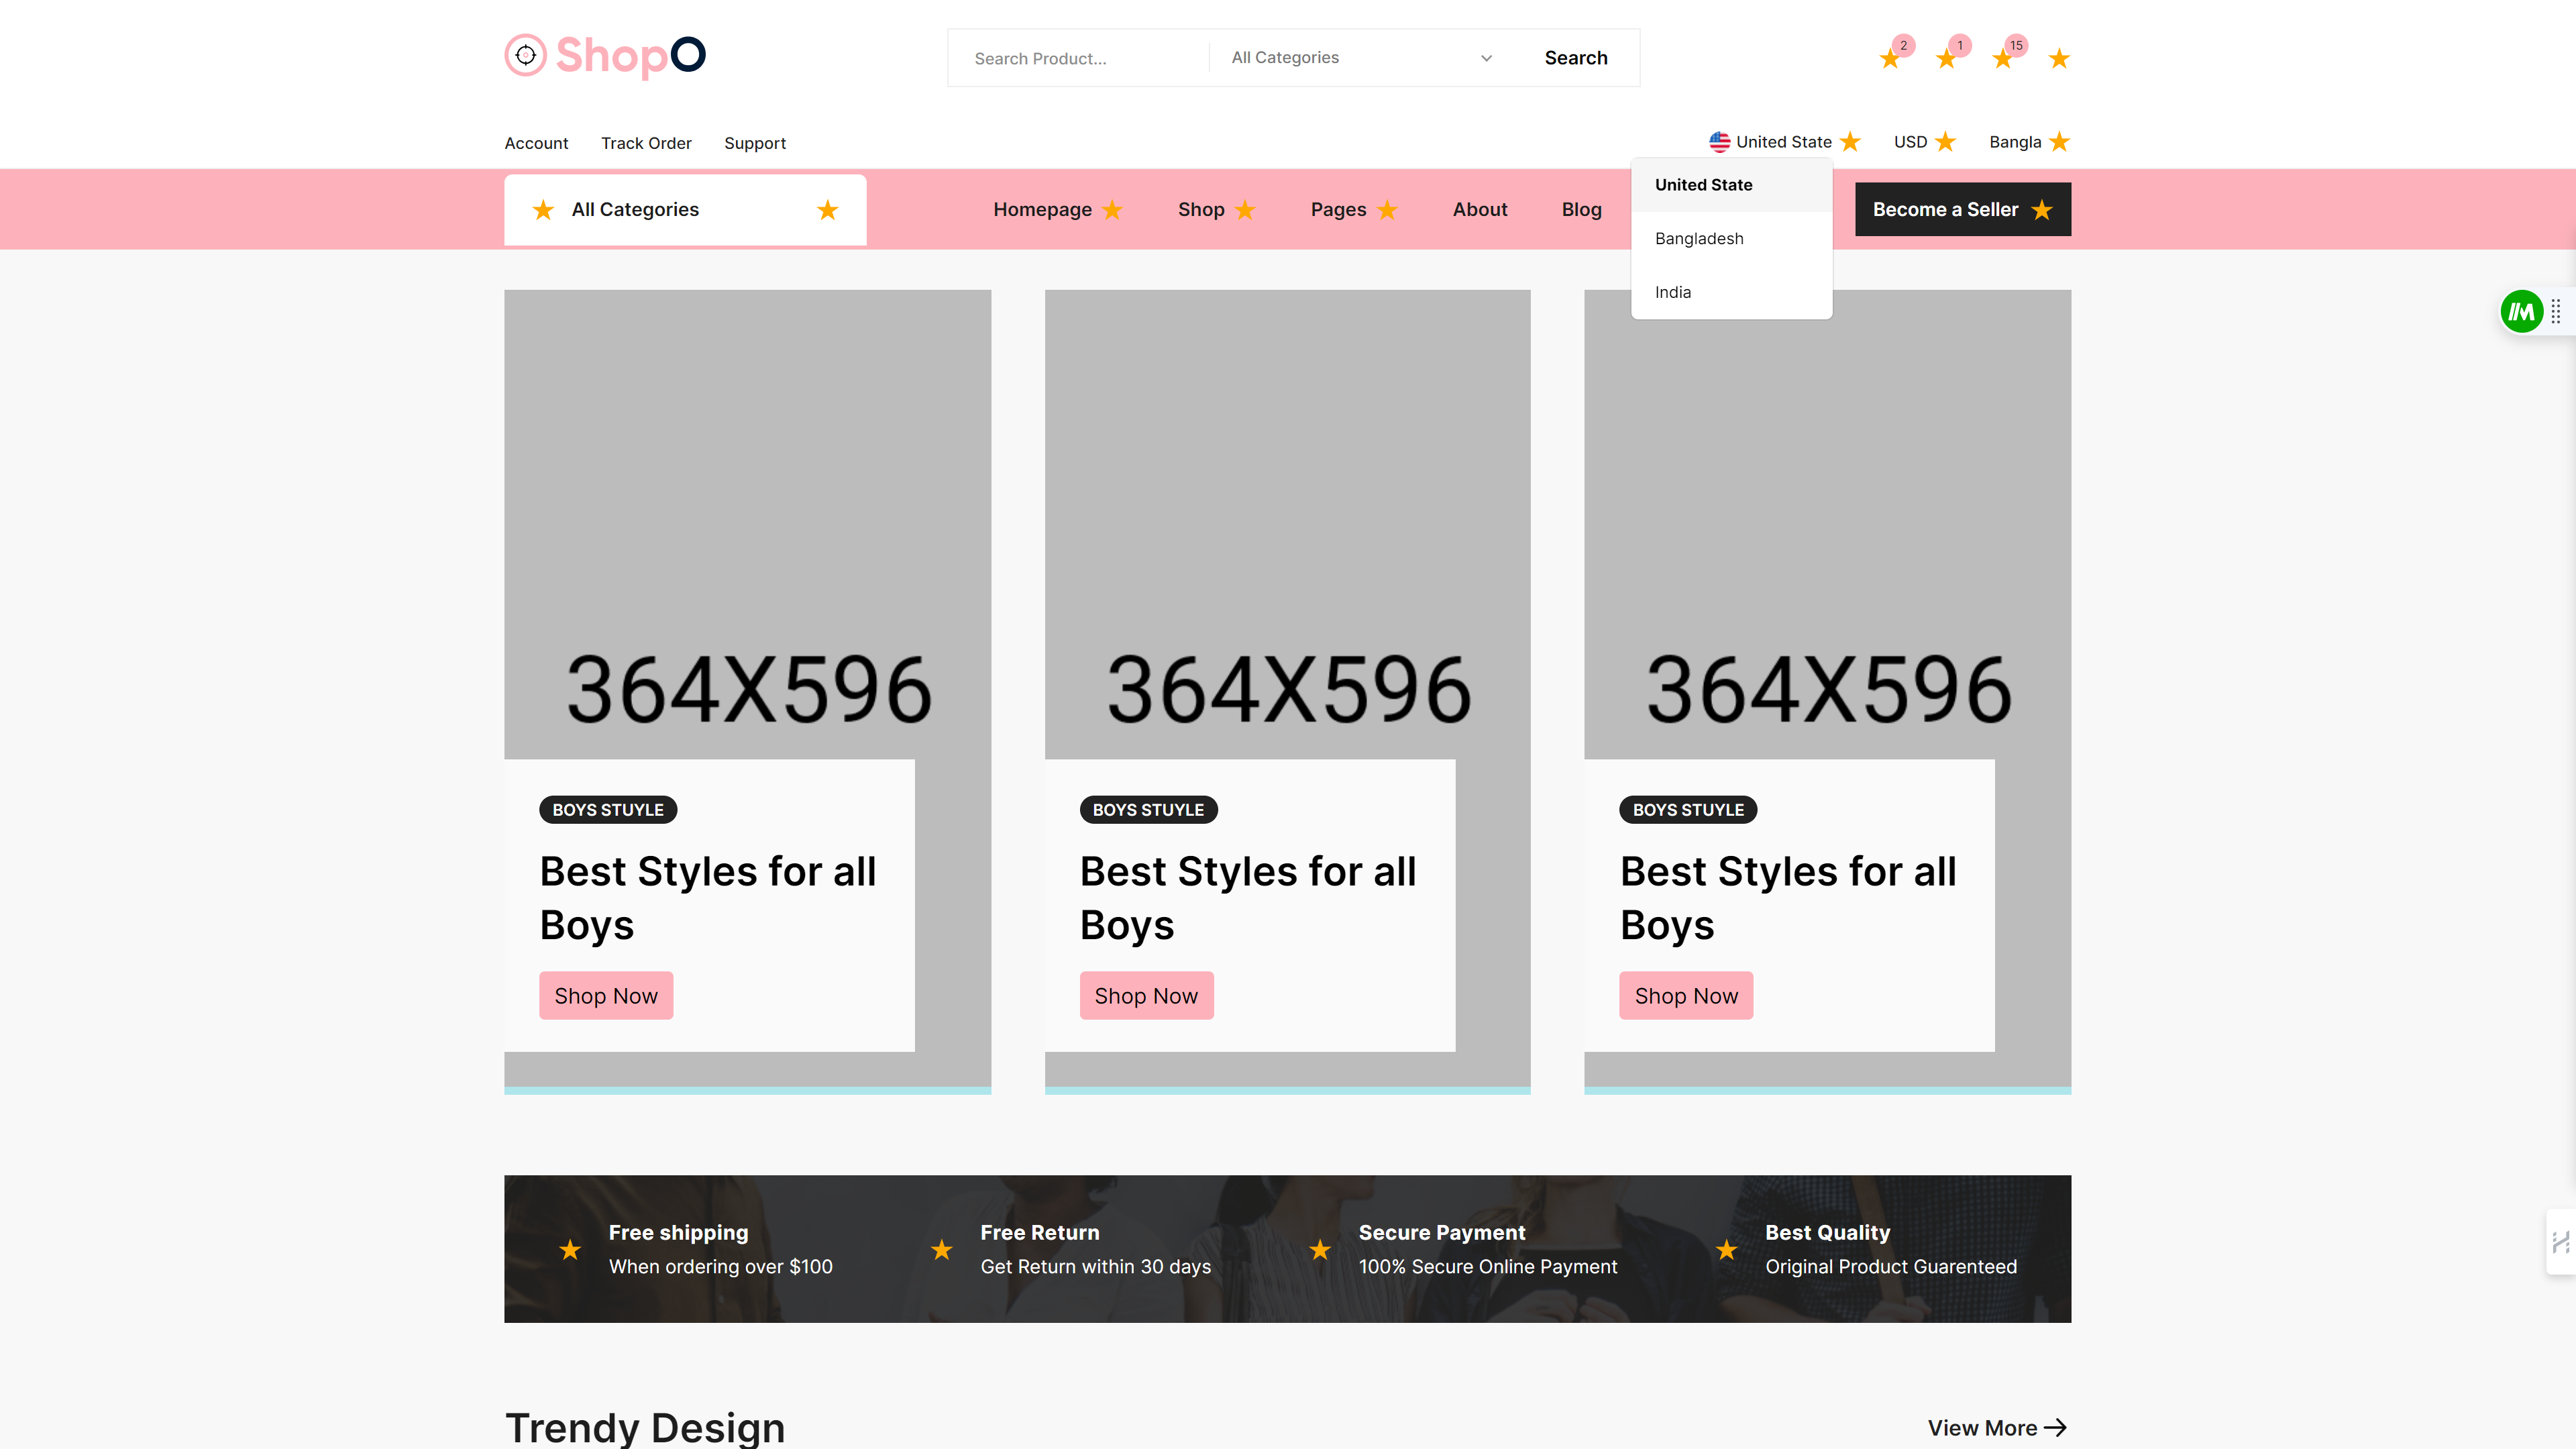 ShopO
Search Product...
All Categories
Search
2
1
15
Account
Track Order
Support
United State
USD
Bangla
All Categories
Homepage
Shop
Pages
About
Blog
United State
Bangladesh
India
Become a Seller
364X596
364X596
364X596
BOYS STUYLE
Best Styles for all
Boys
Shop Now
BOYS STUYLE
Best Styles for all
Boys
Shop Now
BOYS STUYLE
Best Styles for all
Boys
Shop Now
Free shipping
When ordering over $100
Free Return
Get Return within 30 days
Secure Payment
100% Secure Online Payment
Best Quality
Original Product Guarenteed
Trendy Design
View More